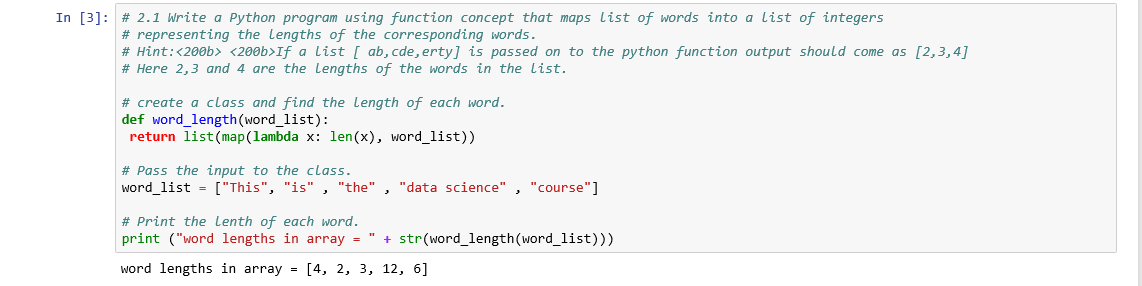 In [3]: # 2.1 Write a Python program using function concept that maps list of words into a list of integers
# representing the lengths of the corresponding words.
# Hint:<200b> <200b>If a list [ ab,cde,erty] is passed on to the python function output should come as [2,3,4]
# Here 2,3 and 4 are the lengths of the words in the list.
# create a class and find the length of each word.
def word_length(word_list):
return list(map(lambda x: len(x), word_list))
# Pass the input to the class.
word_list = ["This", "is" , "the" , "data science" , "course"]
# Print the lenth of each word.
print ("word lengths in array = " + str(word_length(word_list)))
word lengths in array = [4, 2, 3, 12, 6]